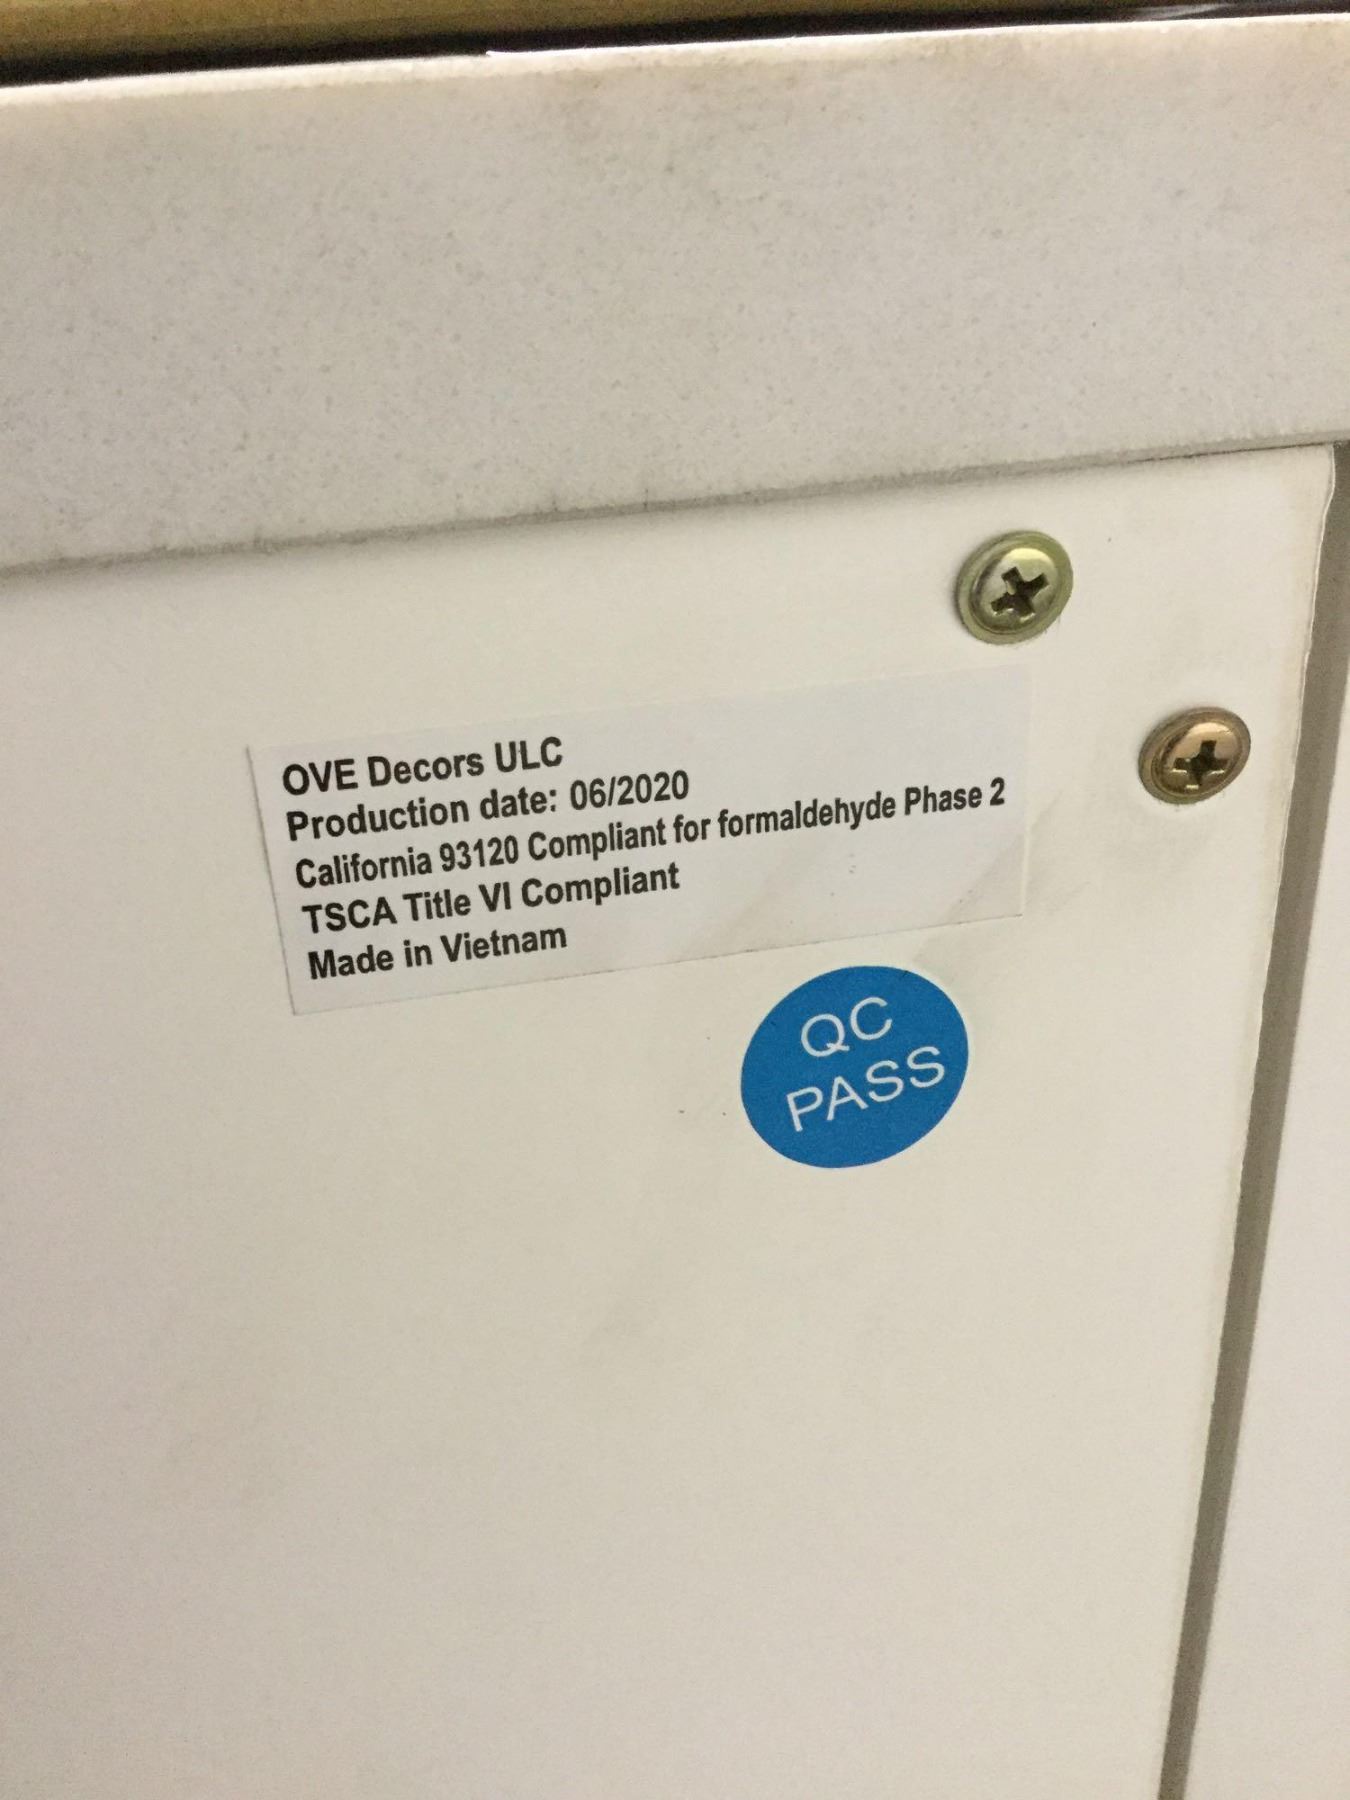 OVE Decors ULC
Production date: 06/2020
California 93120 Compliant for formaldehyde Phase 2
TSCA Title VI Compliant
Made in Vietnam
QC
PASS